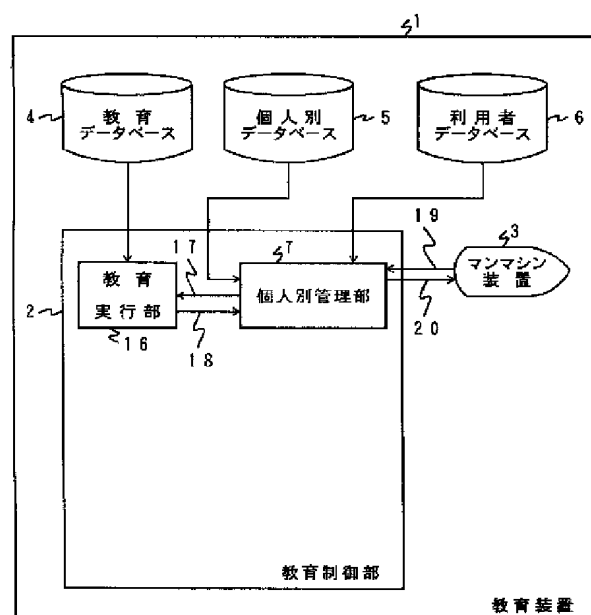 1
教 育
データベース
4
個 人 別
データベース
5
利 用 者
データベース
6
17
7
19
3
教 育
実 行 部
2
個人別管理部
マンマシン
装 置
16
18
20
教育制御部
教育装置